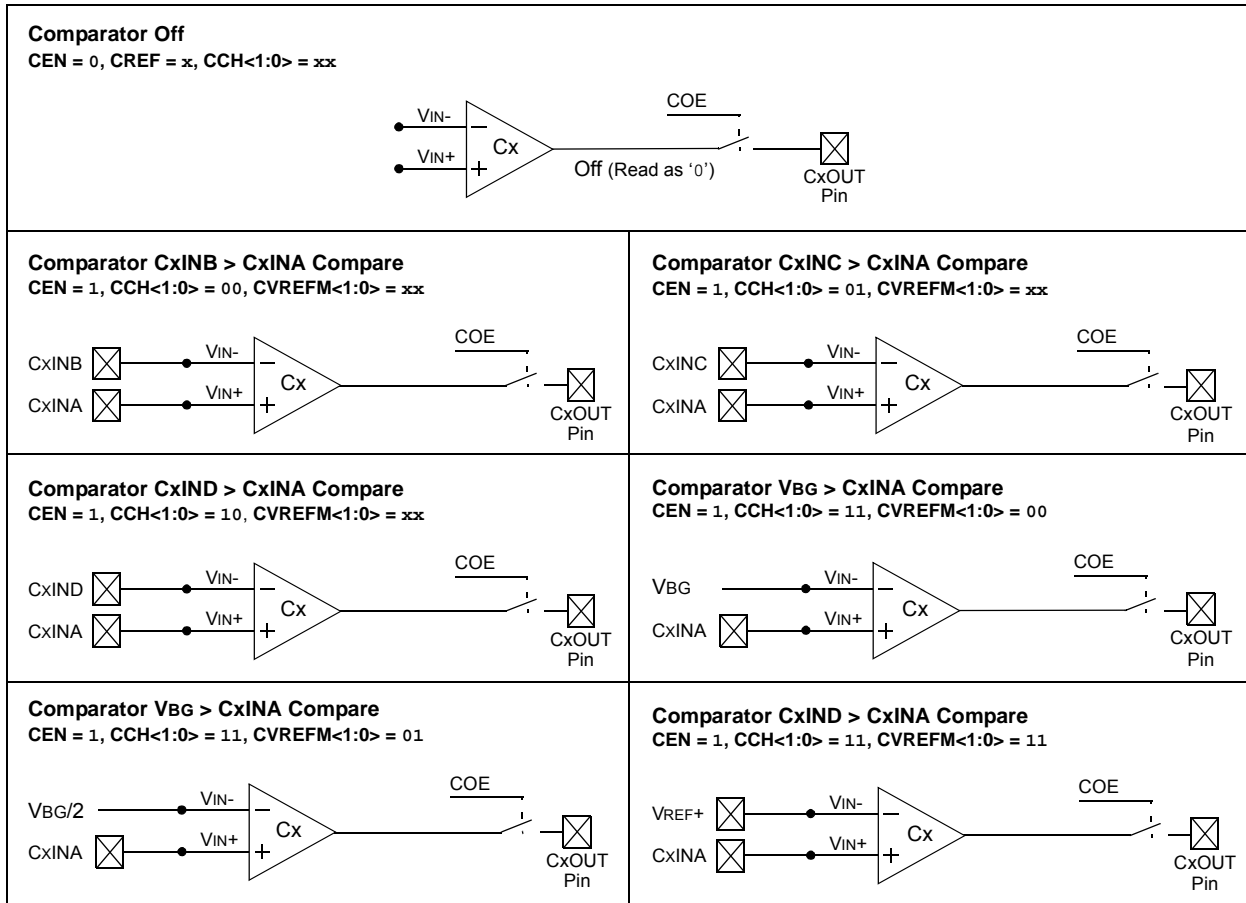 Comparator Off
CEN = 0, CREF = x, CCH<1:0> = xx
COE
VIN-
VIN+
Cx
Off (Read as ‘0’)
CxOUT
Pin
Comparator CxINB > CxINA Compare
CEN = 1, CCH<1:0> = 00, CVREFM<1:0> = xx
COE
CxINB
VIN-
Cx
CxINA
VIN+
CxOUT
Pin
Comparator CxINC > CxINA Compare
CEN = 1, CCH<1:0> = 01, CVREFM<1:0> = xx
COE
CxINC
VIN-
Cx
CxINA
VIN+
CxOUT
Pin
Comparator CxIND > CxINA Compare
CEN = 1, CCH<1:0> = 10, CVREFM<1:0> = xx
COE
CxIND
VIN-
Cx
CxINA
VIN+
CxOUT
Pin
Comparator VBG > CxINA Compare
CEN = 1, CCH<1:0> = 11, CVREFM<1:0> = 00
COE
VBG
VIN-
Cx
CxINA
VIN+
CxOUT
Pin
Comparator VBG > CxINA Compare
CEN = 1, CCH<1:0> = 11, CVREFM<1:0> = 01
COE
VBG/2
VIN-
Cx
CxINA
VIN+
CxOUT
Pin
Comparator CxIND > CxINA Compare
CEN = 1, CCH<1:0> = 11, CVREFM<1:0> = 11
COE
VREF+
VIN-
Cx
CxINA
VIN+
CxOUT
Pin